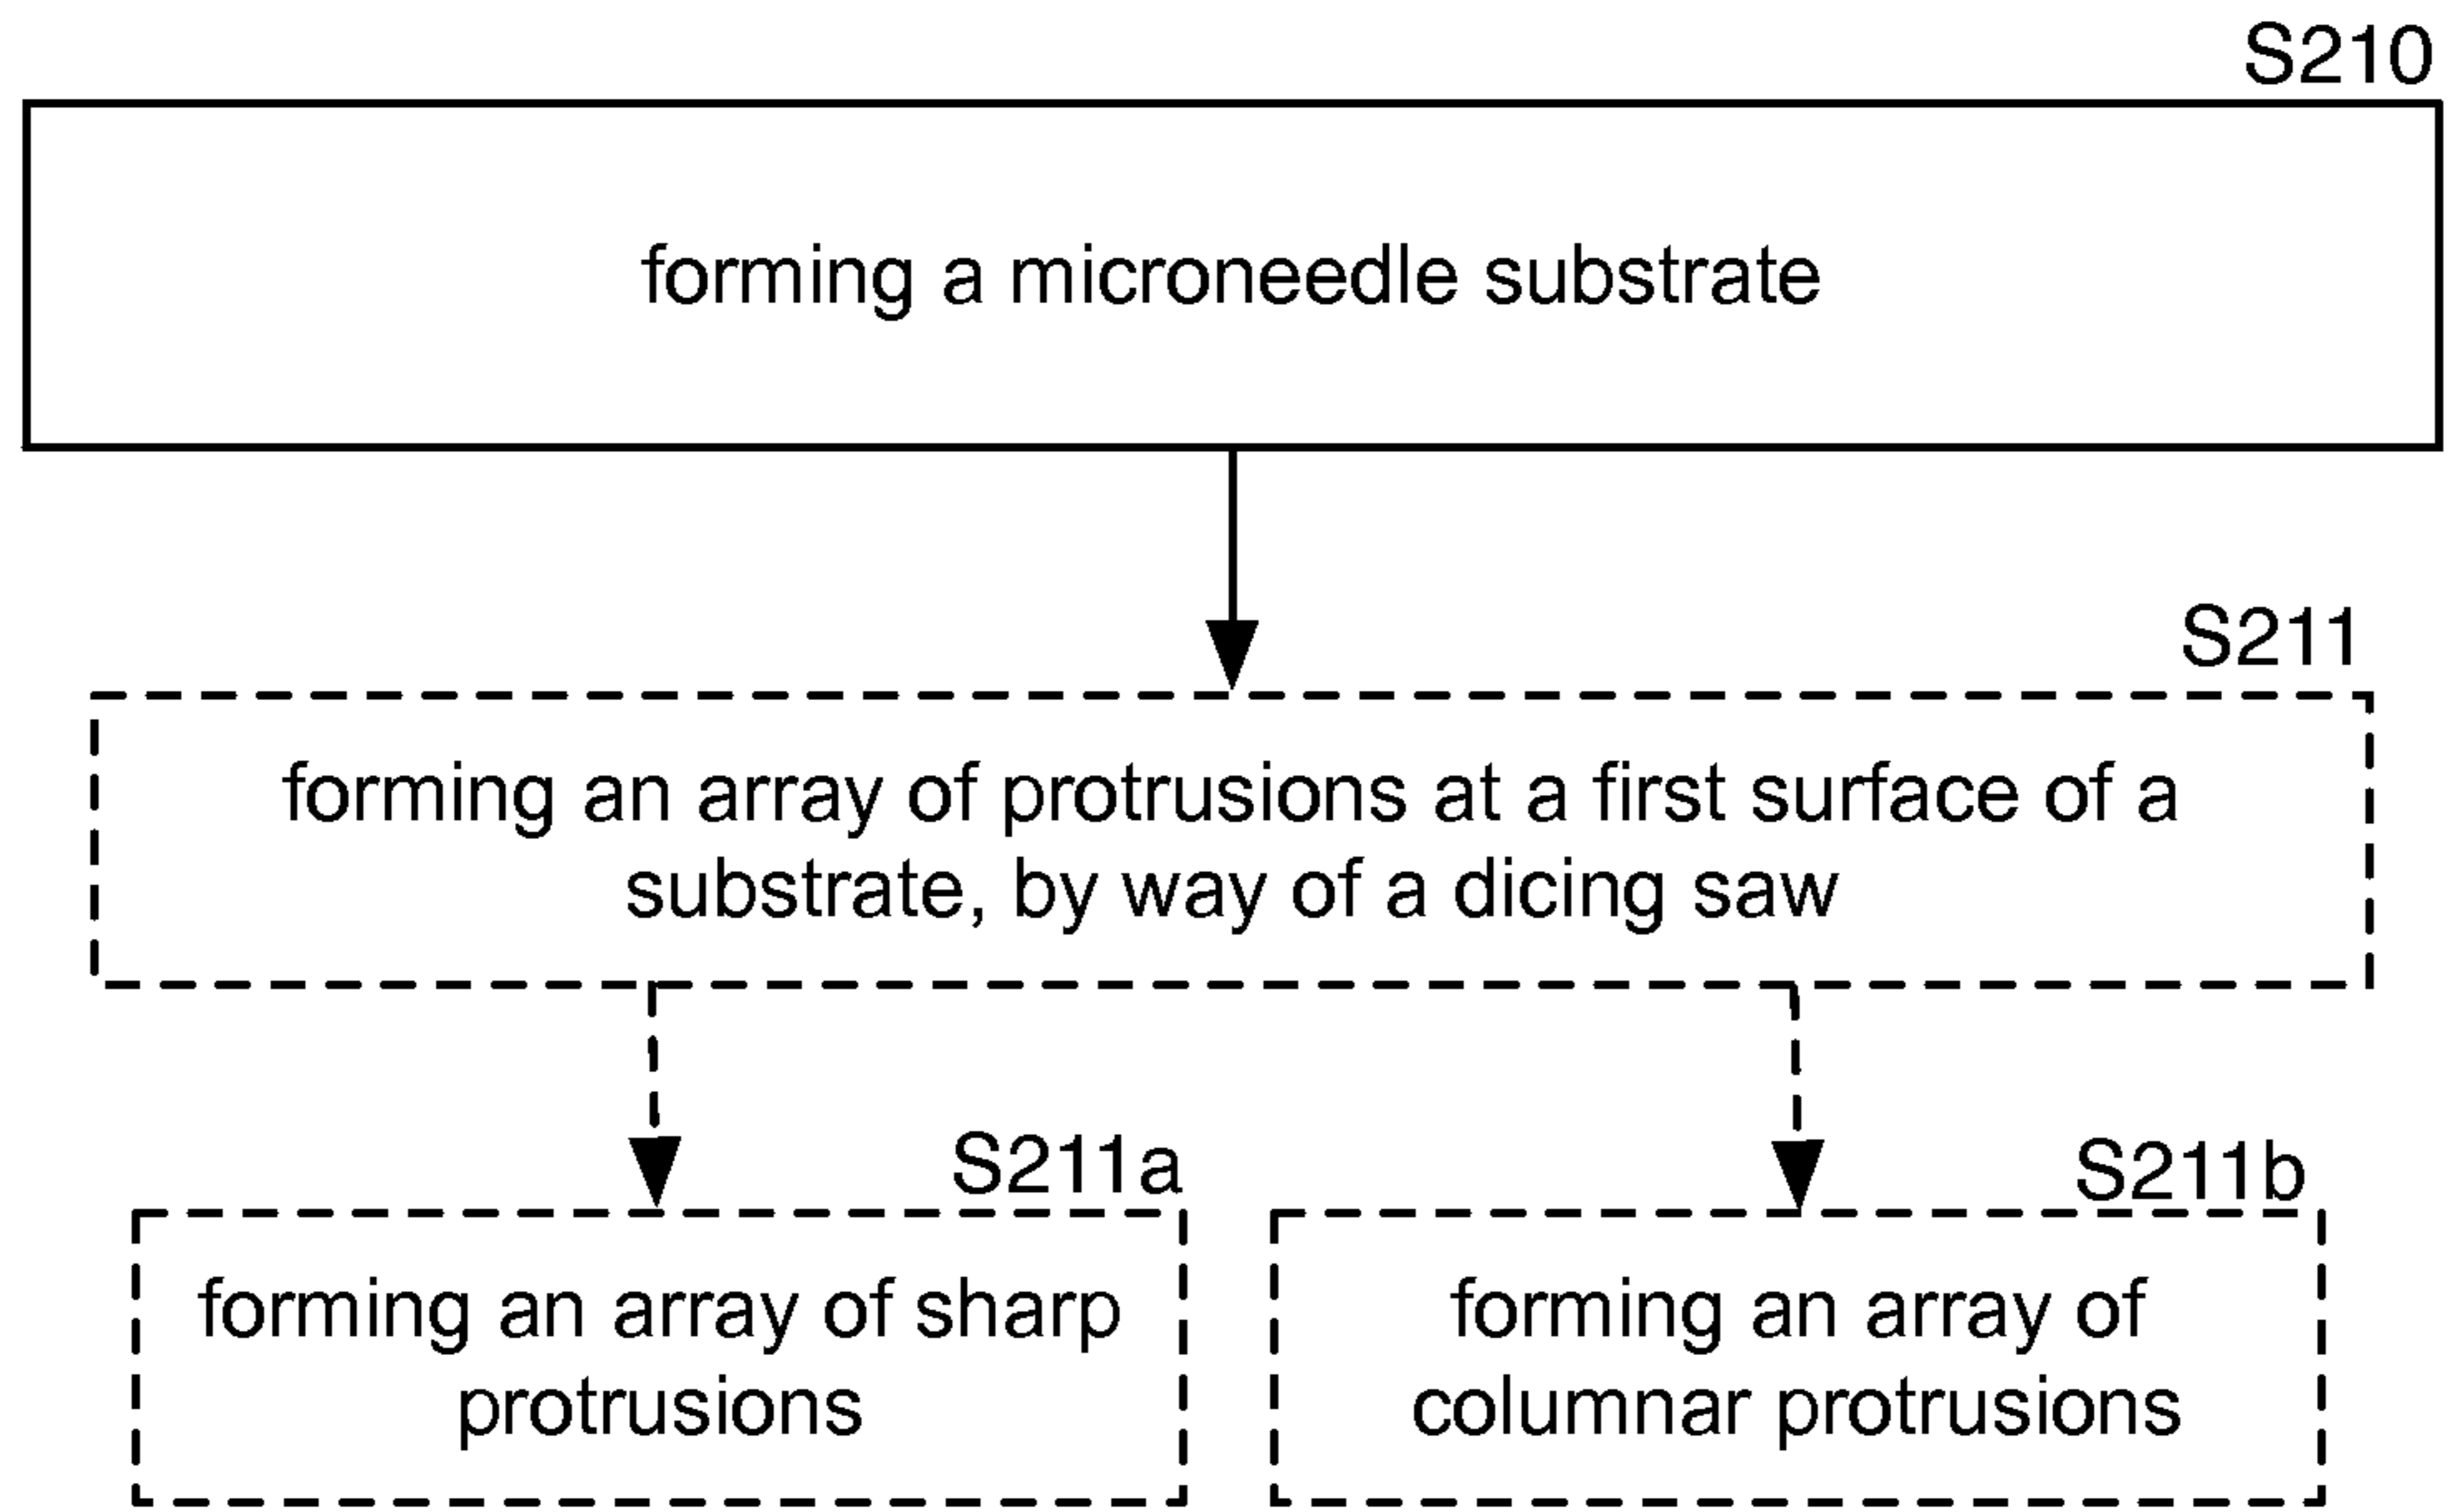 S210
forming a microneedle substrate
S211
forming an array of protrusions at a first surface of a
substrate, by way of a dicing saw
S211a
forming an array of sharp
protrusions
S211b
forming an array of
columnar protrusions